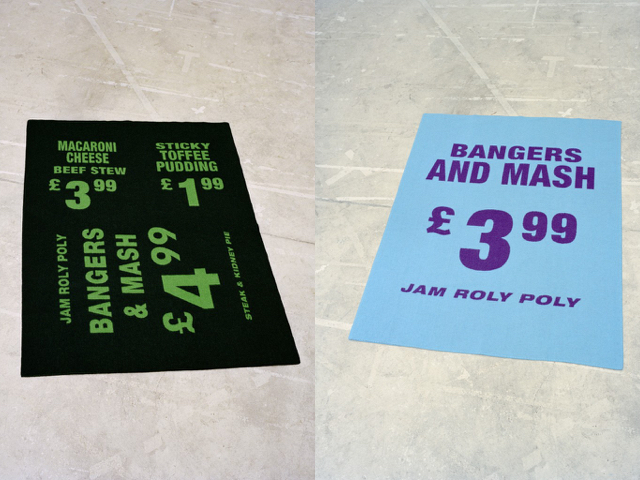 MACARONI
CHEESE
BEEF STEW
£3.99
STICKY
TOFFEE
PUDDING
£1.99
JAM ROLY POLY
BANGERS
& MASH
£4.99
STEAK & KIDNEY PIE
BANGERS
AND MASH
£3.99
JAM ROLY POLY